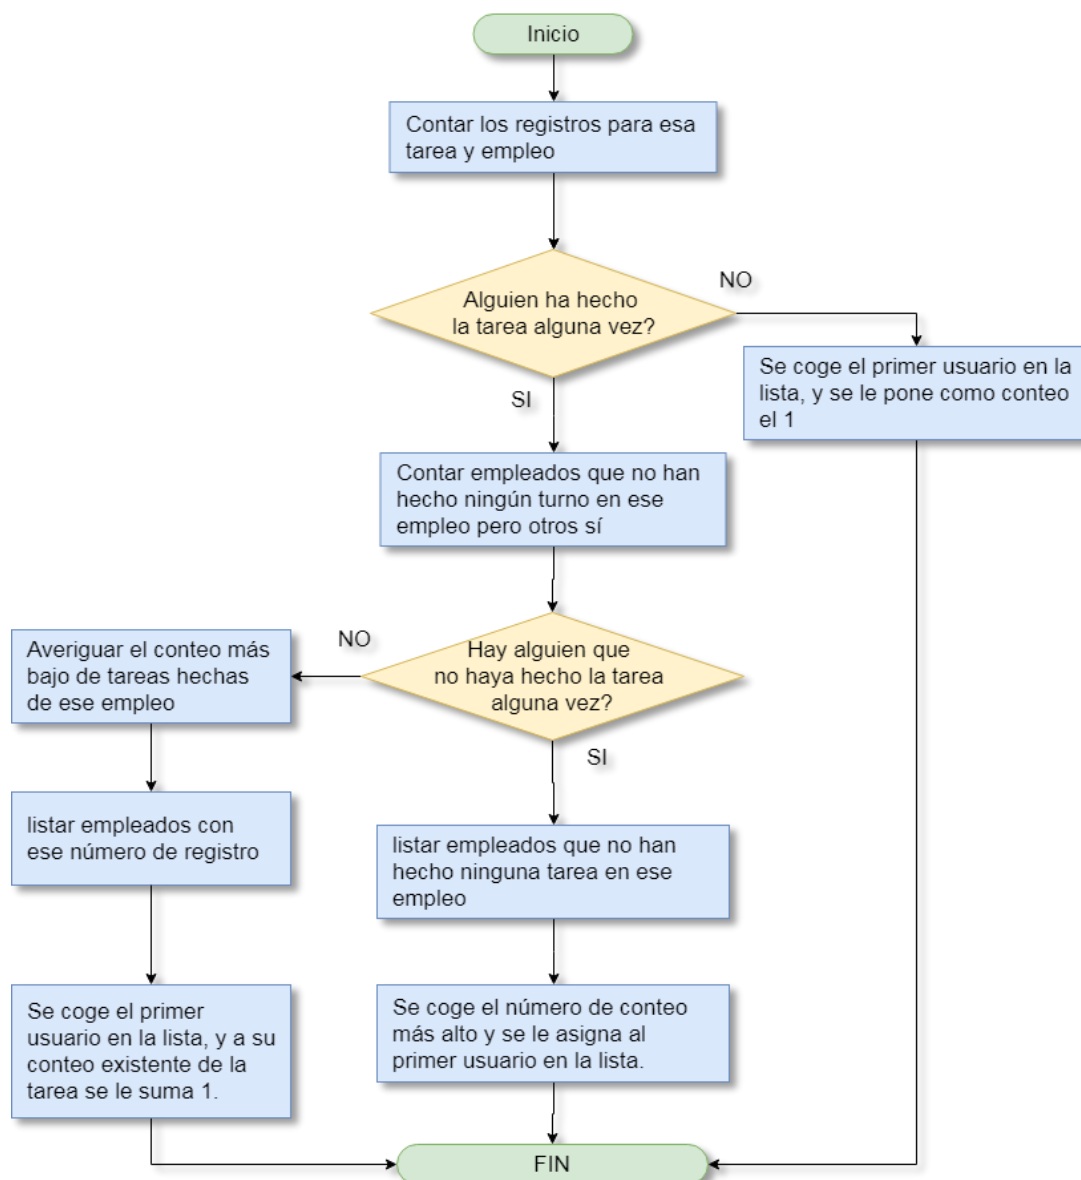 Inicio
Contar los registros para esa
tarea y empleo
Alguien ha hecho
la tarea alguna vez?
NO
Se coge el primer usuario en la
lista, y se le pone como conteo
el 1
SI
Contar empleados que no han
hecho ningún turno en ese
empleo pero otros sí
Hay alguien que
no haya hecho la tarea
alguna vez?
NO
Averiguar el conteo más
bajo de tareas hechas
de ese empleo
SI
listar empleados con
ese número de registro
listar empleados que no han
hecho ninguna tarea en ese
empleo
Se coge el primer
usuario en la lista, y a su
conteo existente de la
tarea se le suma 1.
Se coge el número de conteo
más alto y se le asigna al
primer usuario en la lista.
FIN